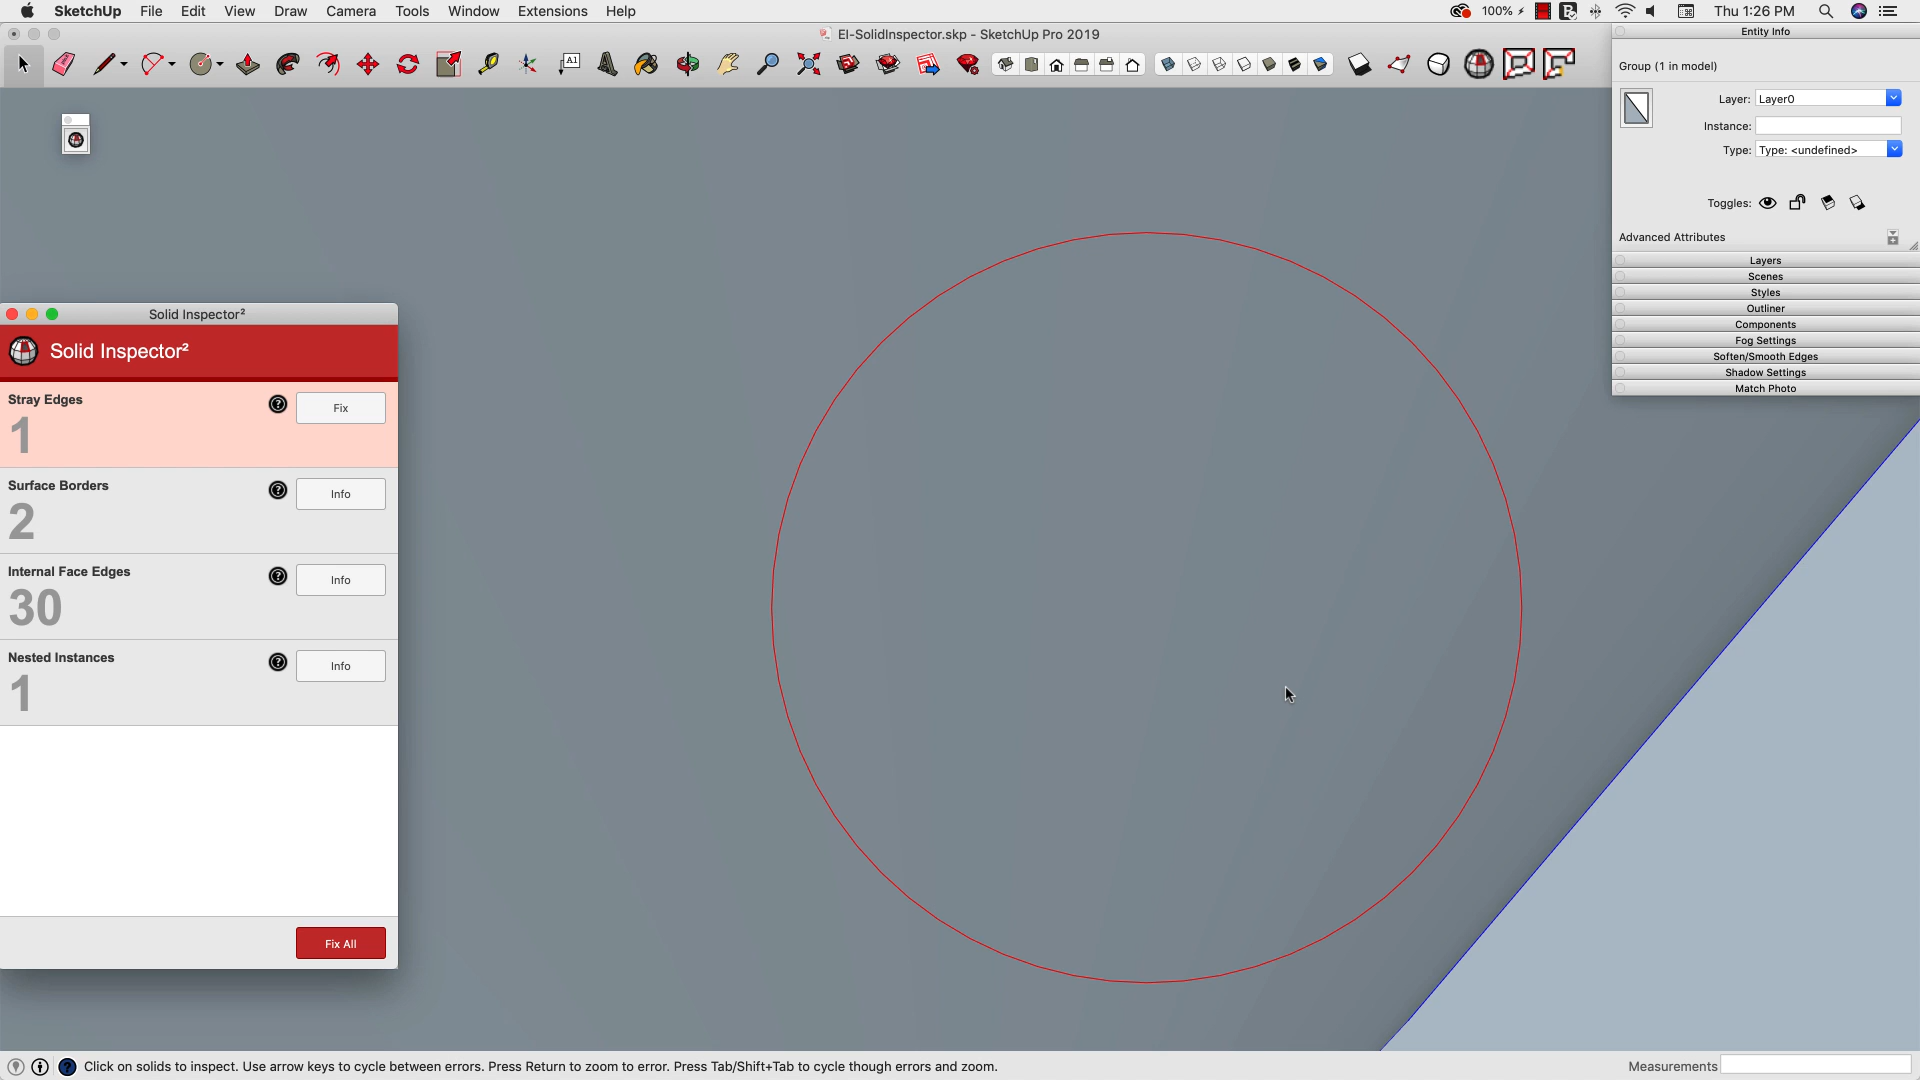 SketchUp File Edit View Draw Camera Tools Window Extensions Help
100% Thu 1:26 PM
EI-SolidInspector.skp - SketchUp Pro 2019
A1
Entity Info
Group (1 in model)
Layer: Layer0
Instance:
Type: Type: <undefined>
Toggles:
Advanced Attributes
Layers
Scenes
Styles
Outliner
Components
Fog Settings
Soften/Smooth Edges
Shadow Settings
Match Photo
Solid Inspector²
Solid Inspector²
Stray Edges
? Fix
1
Surface Borders
? Info
2
Internal Face Edges
? Info
30
Nested Instances
? Info
1
Fix All
Click on solids to inspect. Use arrow keys to cycle between errors. Press Return to zoom to error. Press Tab/Shift+Tab to cycle though errors and zoom.
Measurements